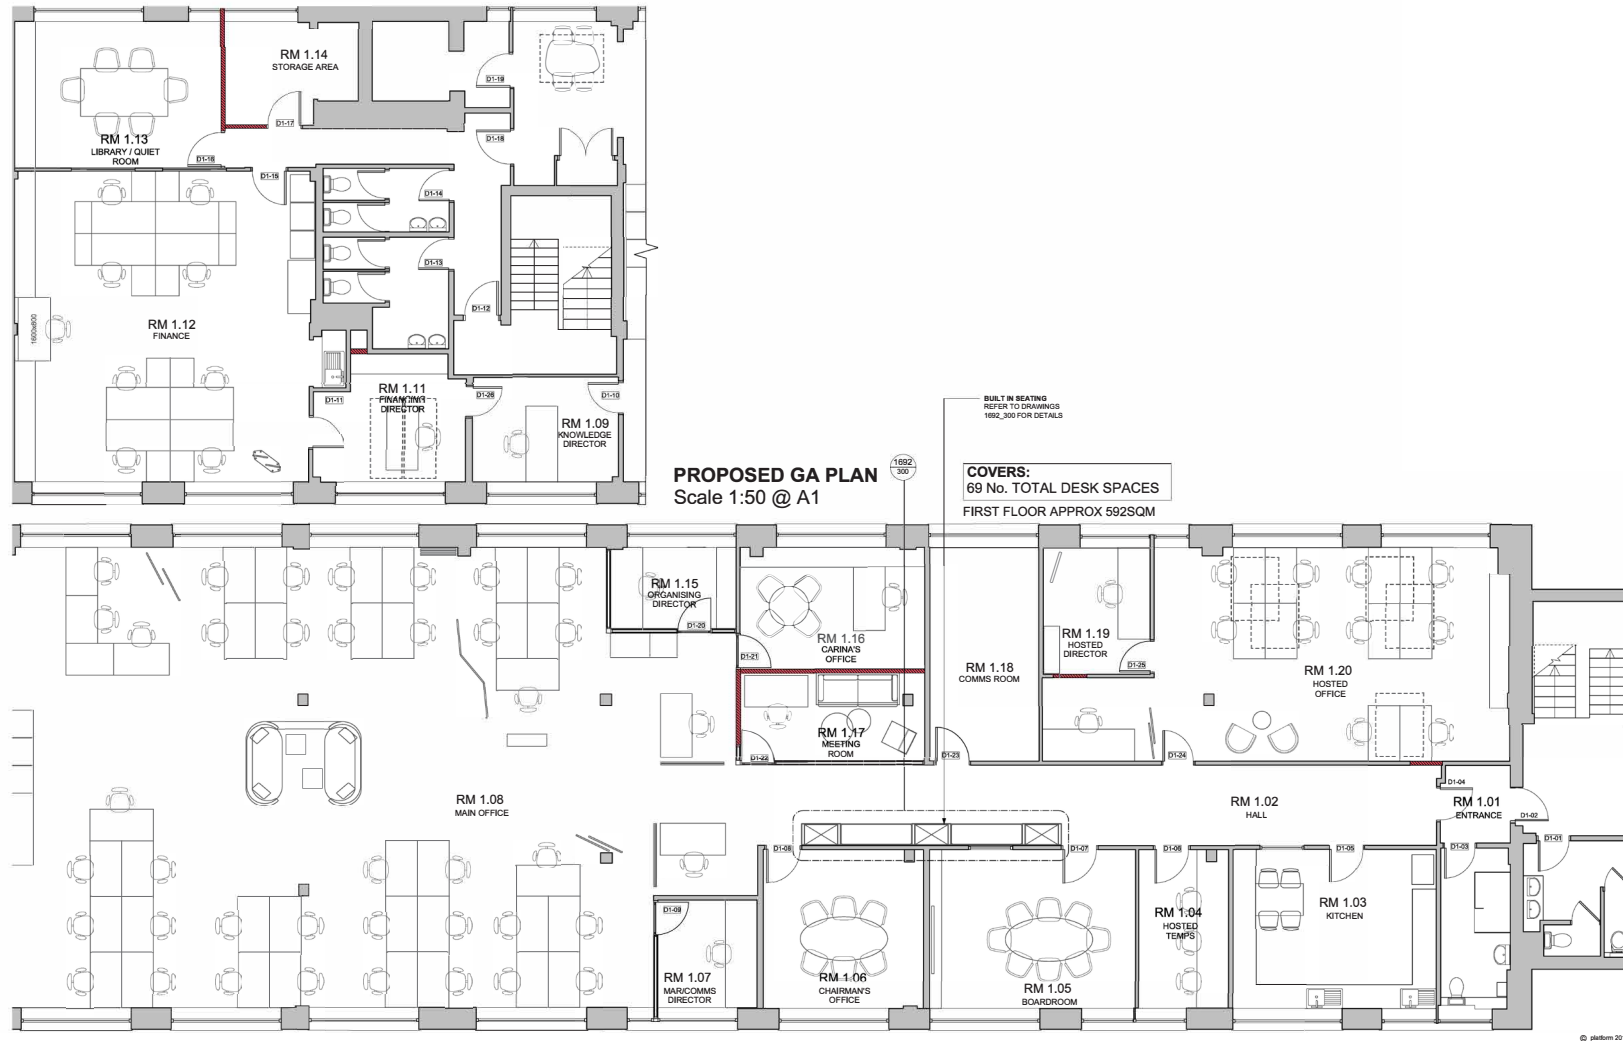 RM 1.14
STORAGE AREA
D1-19
D1-17
RM 1.13
LIBRARY / QUIET
ROOM
D1-16
D1-18
D1-15
D1-14
D1-13
D1-12
RM 1.12
FINANCE
1600x800
D1-11
RM 1.11
FINANCING
DIRECTOR
D1-26
D1-10
RM 1.09
KNOWLEDGE
DIRECTOR
BUILT IN SEATING
REFER TO DRAWINGS
1692_300 FOR DETAILS
PROPOSED GA PLAN
Scale 1:50 @ A1
1692
300
COVERS:
69 No. TOTAL DESK SPACES
FIRST FLOOR APPROX 592SQM
RM 1.15
ORGANISING
DIRECTOR
D1-20
D1-21
RM 1.16
CARINA'S
OFFICE
RM 1.17
MEETING
ROOM
D1-22
RM 1.18
COMMS ROOM
D1-23
RM 1.19
HOSTED
DIRECTOR
D1-25
RM 1.20
HOSTED
OFFICE
D1-24
RM 1.08
MAIN OFFICE
RM 1.02
HALL
D1-04
RM 1.01
ENTRANCE
D1-02
D1-01
D1-03
D1-05
D1-06
D1-07
D1-08
D1-09
RM 1.07
MAR/COMMS
DIRECTOR
RM 1.06
CHAIRMAN'S
OFFICE
RM 1.05
BOARDROOM
RM 1.04
HOSTED
TEMPS
RM 1.03
KITCHEN
© platform 20